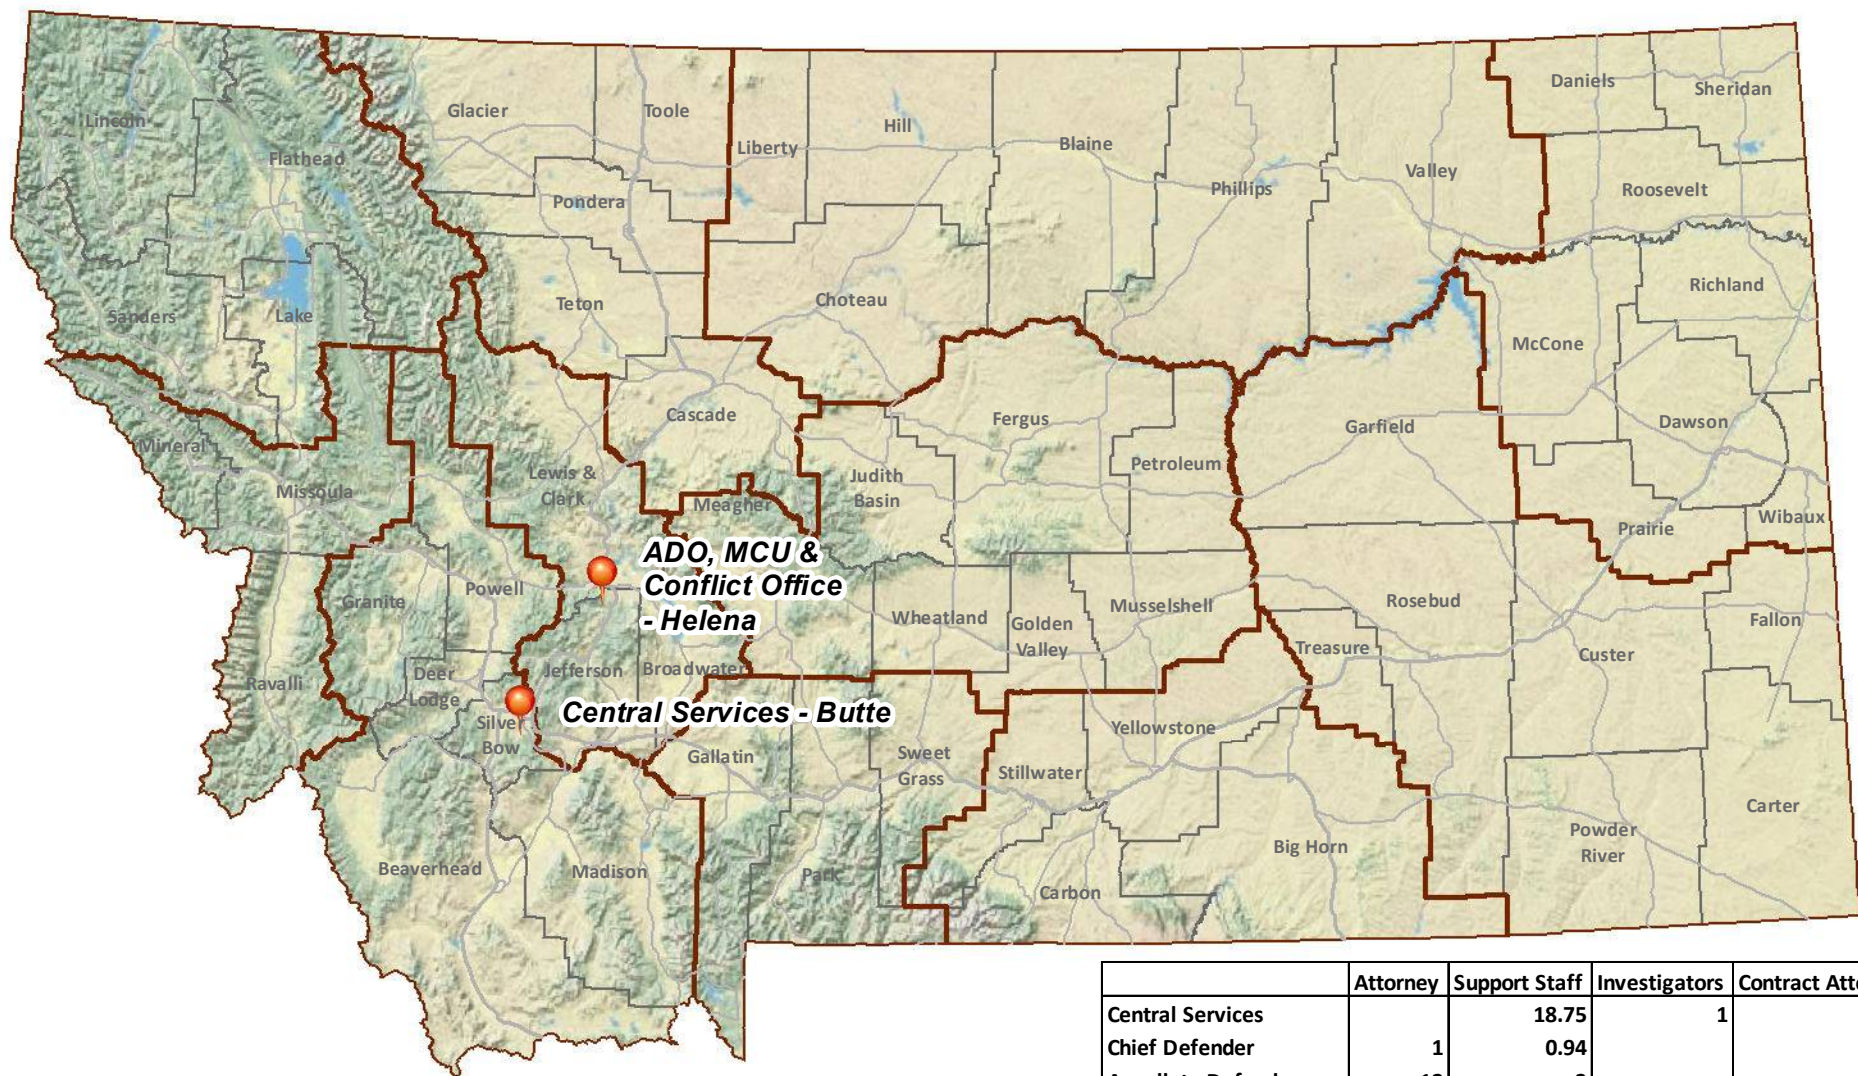 Daniels
Sheridan
Glacier
Toole
Hill
Lincoln
Liberty
Blaine
Flathead
Valley
Phillips
Roosevelt
Pondera
Richland
Teton
Choteau
Sanders
Lake
McCone
Cascade
Fergus
Garfield
Dawson
Mineral
Petroleum
Lewis &
Clark
Judith
Basin
Missoula
Meagher
Prairie
Wibaux
ADO, MCU &
Conflict Office
- Helena
Powell
Granite
Wheatland
Golden
Valley
Musselshell
Rosebud
Fallon
Treasure
Custer
Deer
Lodge
Jefferson
Broadwater
Ravalli
Central Services - Butte
Silver
Bow
Gallatin
Sweet
Grass
Yellowstone
Stillwater
Carter
Powder
River
Big Horn
Beaverhead
Madison
Park
Carbon
Attorney Support Staff Investigators Contract
Central Services 18.75 1
Chief Defender 1 0.94